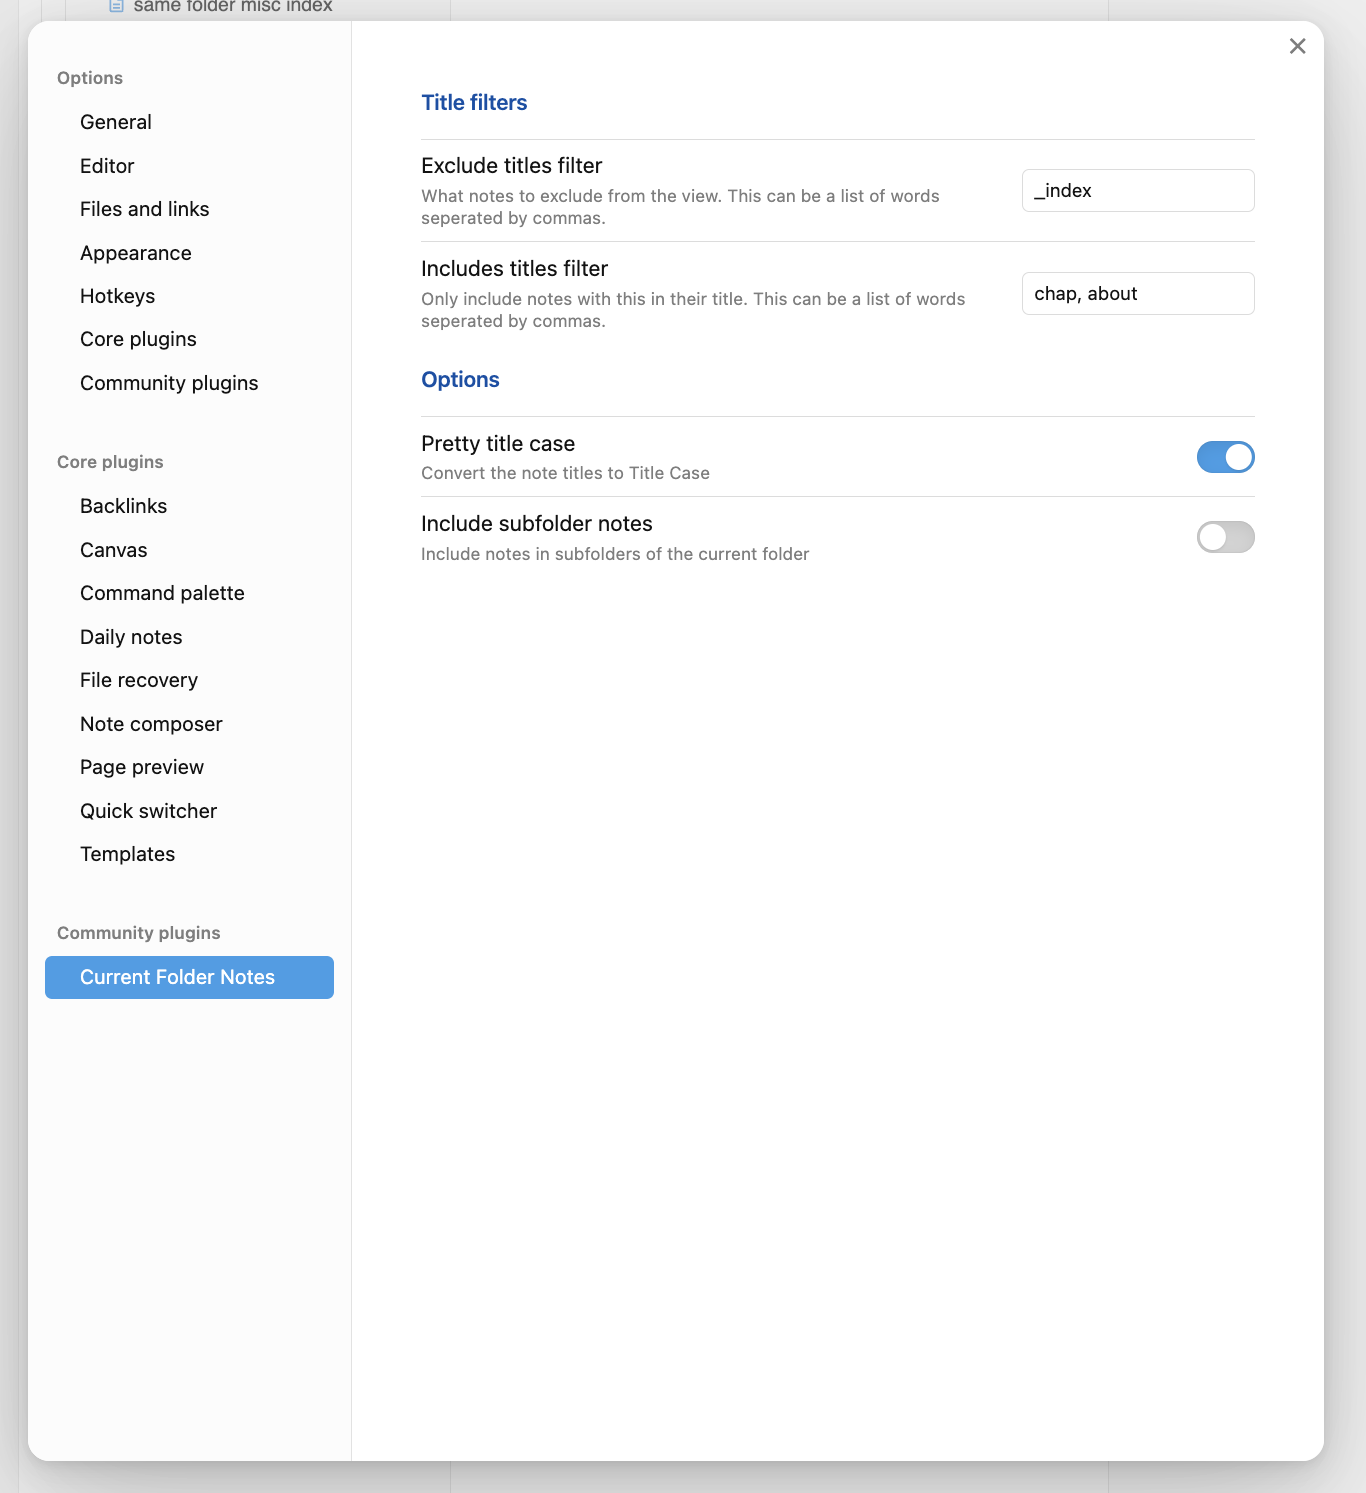 same folder misc index
Options
General
Editor
Files and links
Appearance
Hotkeys
Core plugins
Community plugins
Core plugins
Backlinks
Canvas
Command palette
Daily notes
File recovery
Note composer
Page preview
Quick switcher
Templates
Community plugins
Current Folder Notes
Title filters
Exclude titles filter
What notes to exclude from the view. This can be a list of words
seperated by commas.
_index
Includes titles filter
Only include notes with this in their title. This can be a list of words
seperated by commas.
chap, about
Options
Pretty title case
Convert the note titles to Title Case
Include subfolder notes
Include notes in subfolders of the current folder